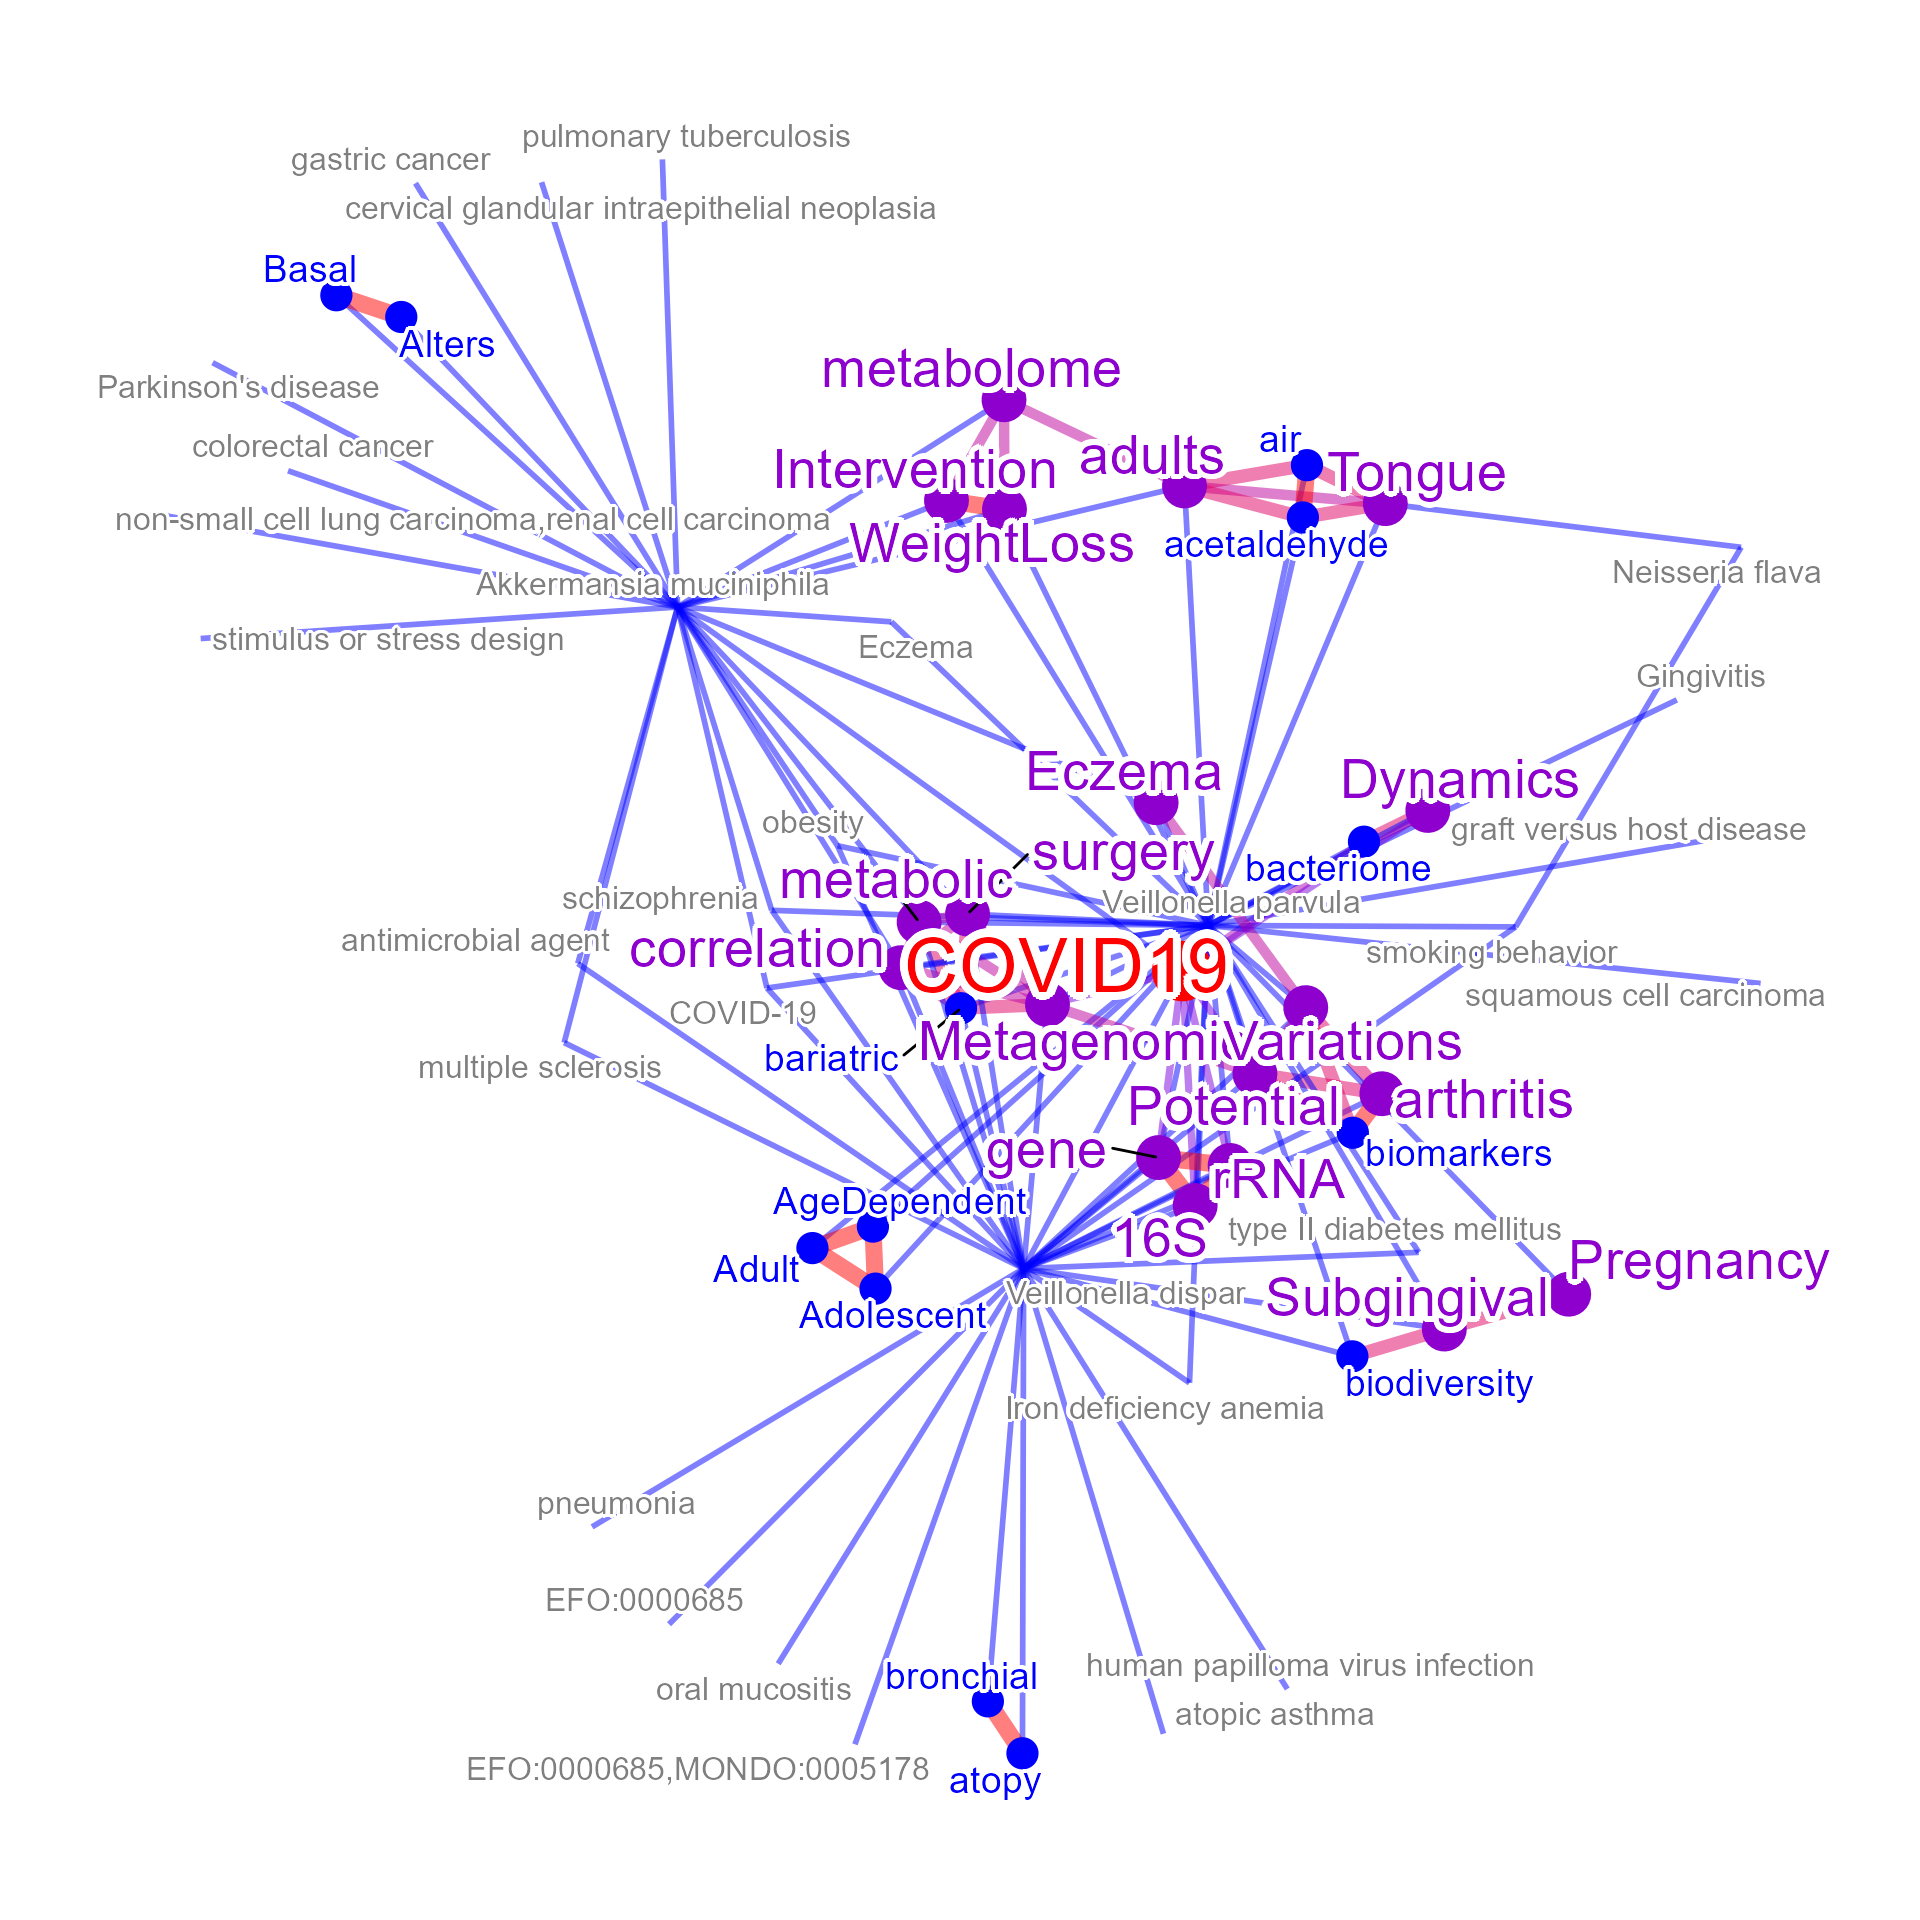 pulmonary tuberculosis
gastric cancer
cervical glandular intraepithelial neoplasia
Basal
Alters
metabolome
Parkinson's disease
air
colorectal cancer
adults
Intervention
Tongue
non-small cell lung carcinoma,renal cell carcinoma
WeightLoss
acetaldehyde
Neisseria flava
Akkermansia muciniphila
stimulus or stress design
Eczema
Gingivitis
Eczema
Dynamics
obesity
graft versus host disease
surgery
bacteriome
metabolic
schizophrenia
Veillonella parvula
antimicrobial agent
correlation
COVID19
smoking behavior
squamous cell carcinoma
COVID-19
Metagenomi
Variations
bariatric
multiple sclerosis
Potential
arthritis
gene
biomarkers
rRNA
AgeDependent
type II diabetes mellitus
16S
Pregnancy
Adult
Veillonella dispar
Subgingival
Adolescent
biodiversity
Iron deficiency anemia
pneumonia
EFO:0000685
human papilloma virus infection
bronchial
oral mucositis
atopic asthma
EFO:0000685,MONDO:0005178
atopy